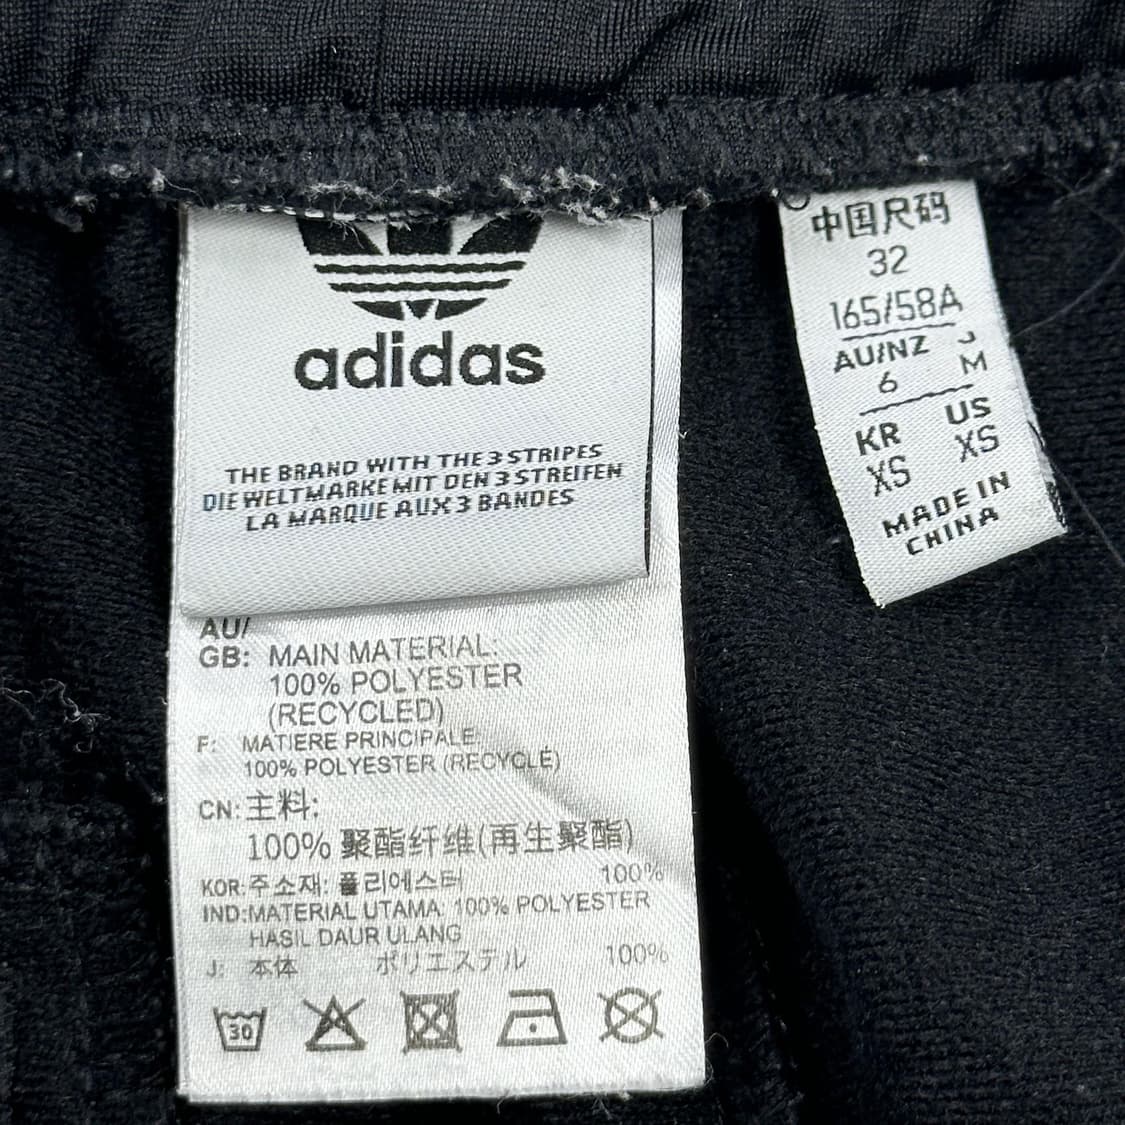 adidas
THE BRAND WITH THE 3 STRIPES
DIE WELTMARKE MIT DEN 3 STREIFEN
LA MARQUE AUX 3 BANDES
AU/
GB: MAIN MATERIAL:
100% POLYESTER
(RECYCLED)
F: MATIERE PRINCIPALE:
100% POLYESTER (RECYCLÉ)
CN: 主料:
100% 聚酯纤维(再生聚酯)
KOR: 주소재: 폴리에스터 100%
IND: MATERIAL UTAMA: 100% POLYESTER
HASIL DAUR ULANG
J: 本体 ポリエステル 100%
30
中国尺码
32
165/58A
AU/NZ J
6 M
KR US
XS XS
MADE IN
CHINA